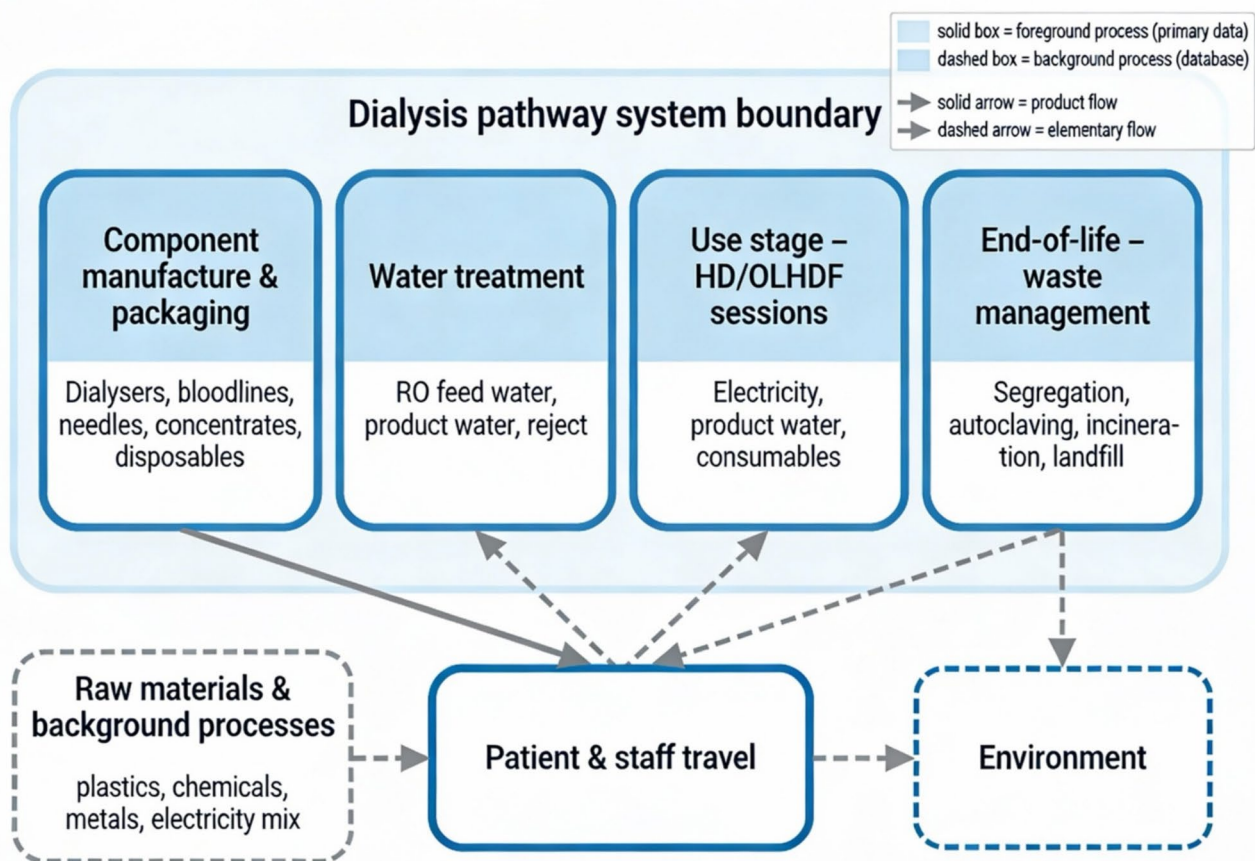 solid box = foreground process (primary data)
dashed box = background process (database)
solid arrow = product flow
dashed arrow = elementary flow
Dialysis pathway system boundary
Component
manufacture &
packaging
Dialysers, bloodlines,
needles, concentrates,
disposables
Water treatment
RO feed water,
product water, reject
Use stage –
HD/OLHDF
sessions
Electricity,
product water,
consumables
End-of-life –
waste
management
Segregation,
autoclaving, incinera-
tion, landfill
Raw materials &
background processes
plastics, chemicals,
metals, electricity mix
Patient & staff travel
Environment